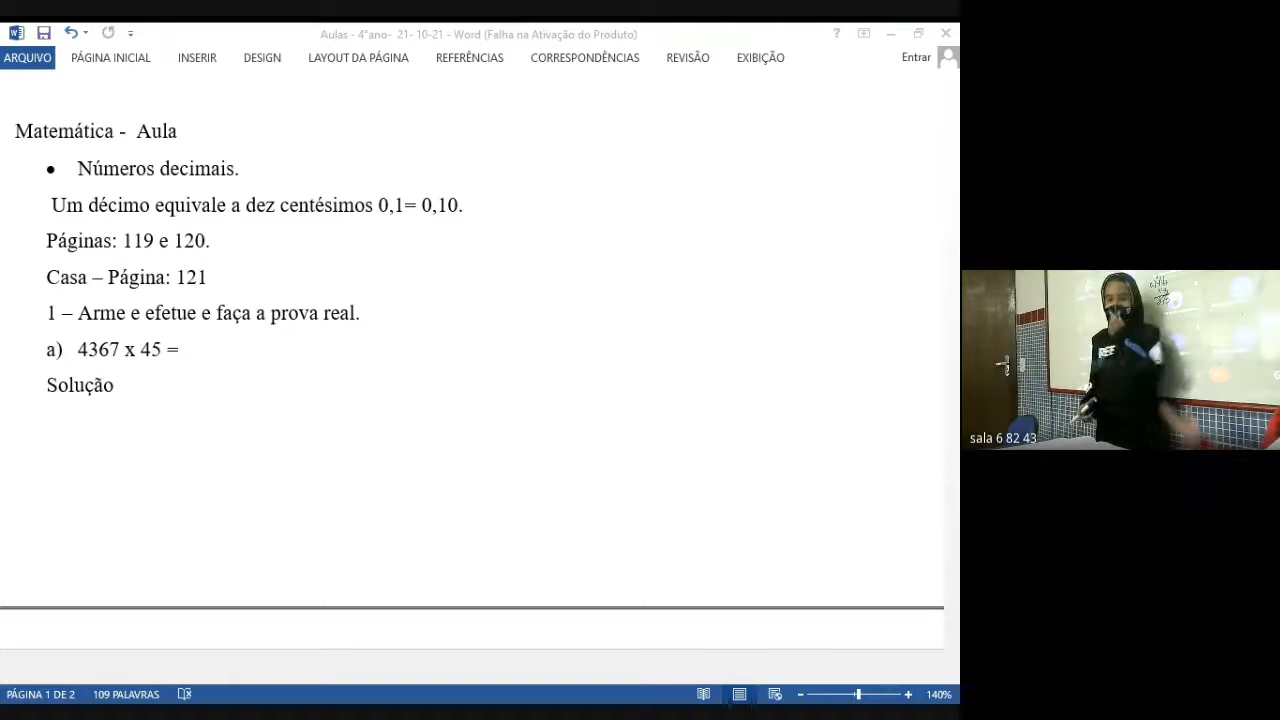 Aulas - 4°ano- 21- 10-21 - Word (Falha na Ativação do Produto)
ARQUIVO PÁGINA INICIAL INSERIR DESIGN LAYOUT DA PÁGINA REFERÊNCIAS CORRESPONDÊNCIAS REVISÃO EXIBIÇÃO Entrar
Matemática - Aula
• Números decimais.
Um décimo equivale a dez centésimos 0,1= 0,10.
Páginas: 119 e 120.
Casa – Página: 121
1 – Arme e efetue e faça a prova real.
a) 4367 x 45 =
Solução
sala 6 82 43
PÁGINA 1 DE 2 109 PALAVRAS 140%